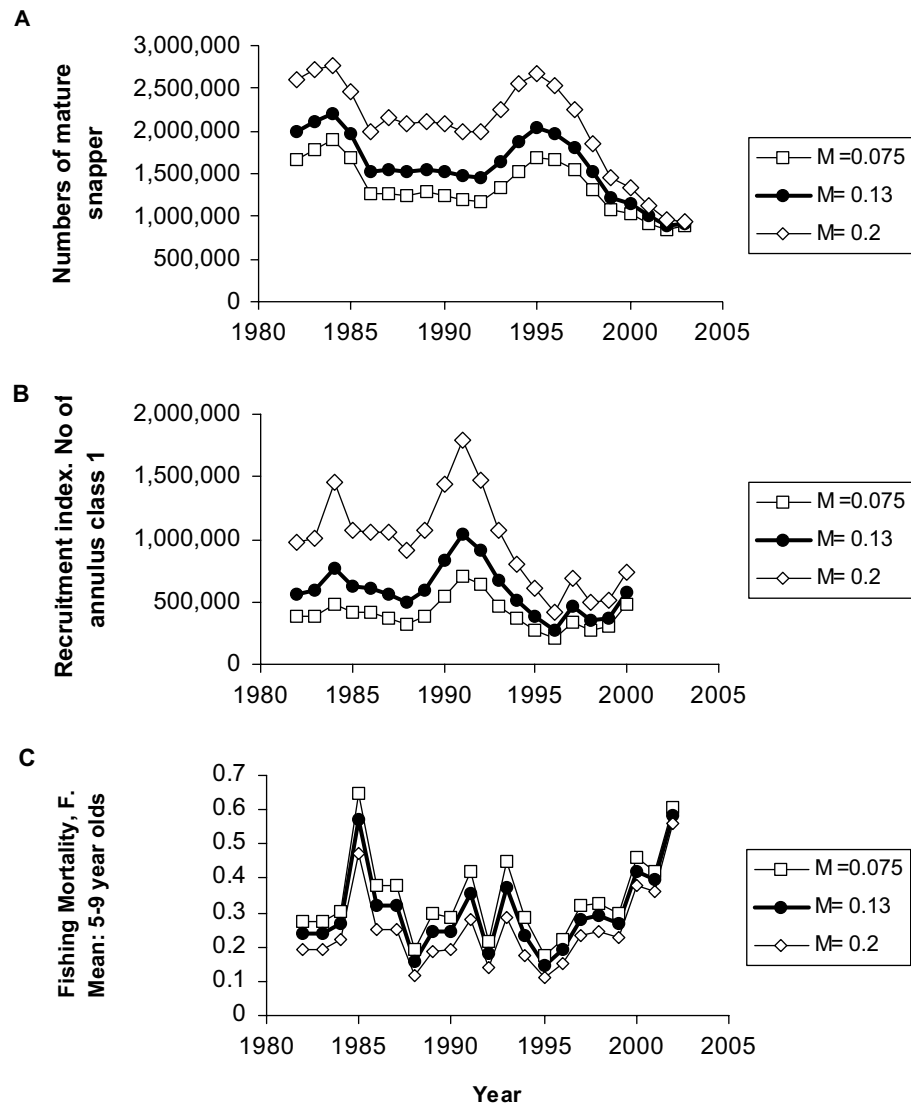 A
Numbers of mature
snapper
3,000,000
2,500,000
2,000,000
1,500,000
1,000,000
500,000
0
1980 1985 1990 1995 2000 2005
M =0.075
M= 0.13
M= 0.2
B
Recruitment index. No of
annulus class 1
2,000,000
1,500,000
1,000,000
500,000
0
1980 1985 1990 1995 2000 2005
M =0.075
M= 0.13
M= 0.2
C
Fishing Mortality, F.
Mean: 5-9 year olds
0.7
0.6
0.5
0.4
0.3
0.2
0.1
0
1980 1985 1990 1995 2000 2005
Year
M =0.075
M= 0.13
M= 0.2